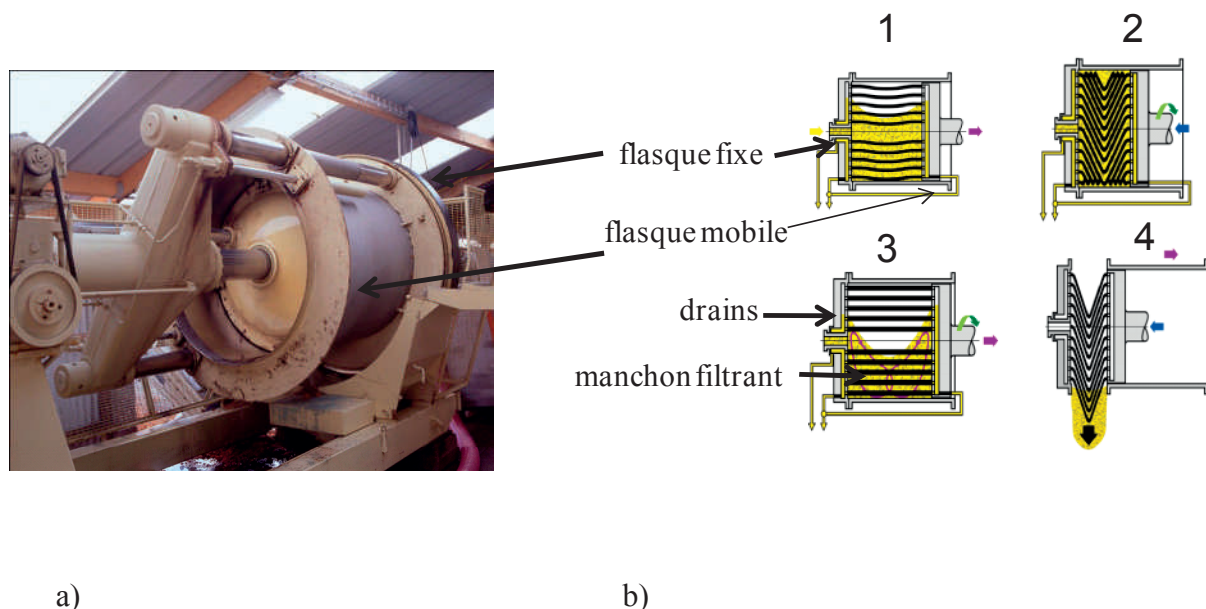 1
2
flasque fixe
flasque mobile
3
4
drains
manchon filtrant
a)
b)